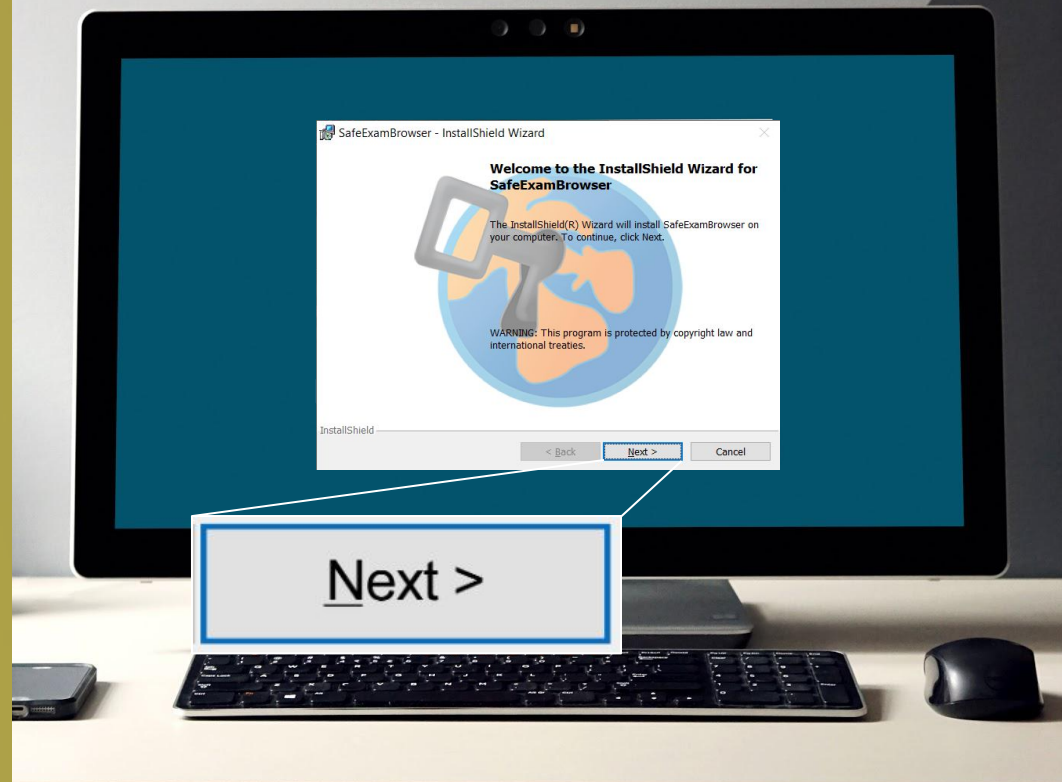 SafeExamBrowser - InstallShield Wizard
Welcome to the InstallShield Wizard for
SafeExamBrowser
The InstallShield(R) Wizard will install SafeExamBrowser on
your computer. To continue, click Next.
WARNING: This program is protected by copyright law and
international treaties.
InstallShield
< Back
Next >
Cancel
Next >